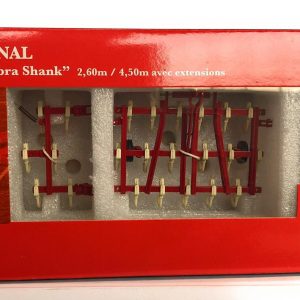 NAL
ora Shank” 2,60m / 4,50m avec extensions